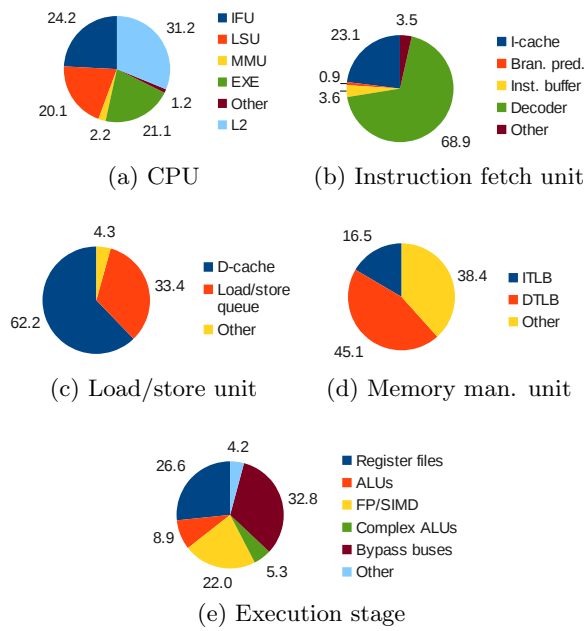 24.2
31.2
20.1
2.2
21.1
1.2
IFU
LSU
MMU
EXE
Other
L2
(a) CPU
3.5
23.1
0.9
3.6
68.9
I-cache
Bran. pred.
Inst. buffer
Decoder
Other
(b) Instruction fetch unit
4.3
33.4
62.2
D-cache
Load/store
queue
Other
(c) Load/store unit
16.5
38.4
45.1
ITLB
DTLB
Other
(d) Memory man. unit
4.2
26.6
32.8
8.9
22.0
5.3
Register files
ALUs
FP/SIMD
Complex ALUs
Bypass buses
Other
(e) Execution stage